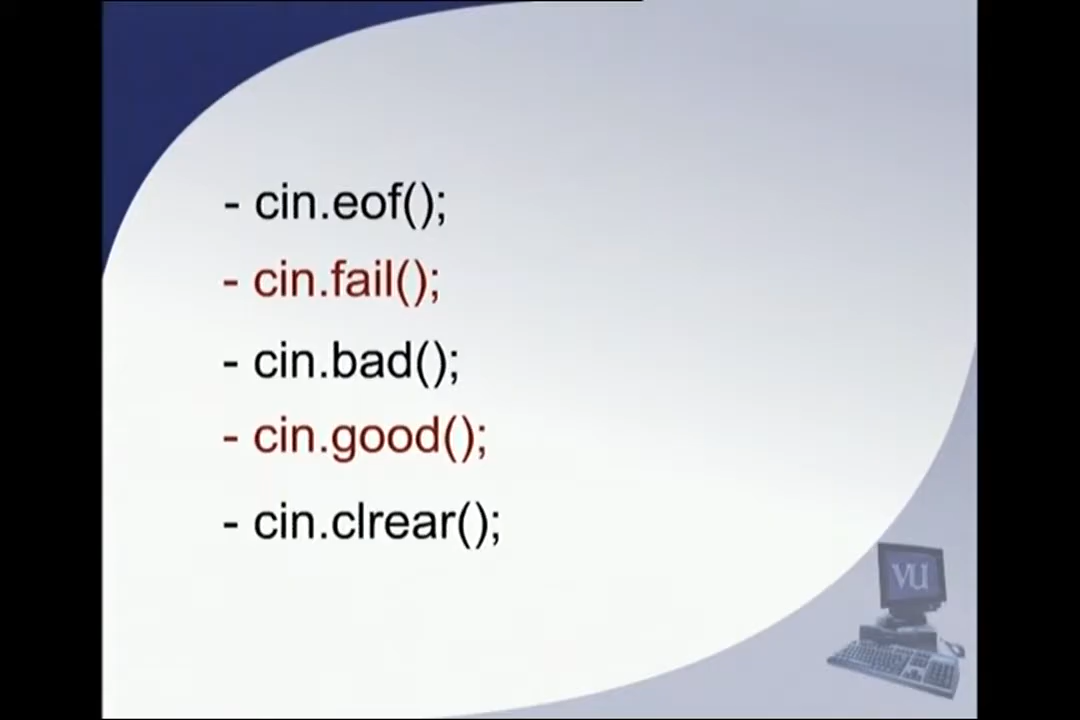 - cin.eof();
- cin.fail();
- cin.bad();
- cin.good();
- cin.clrear();
VU